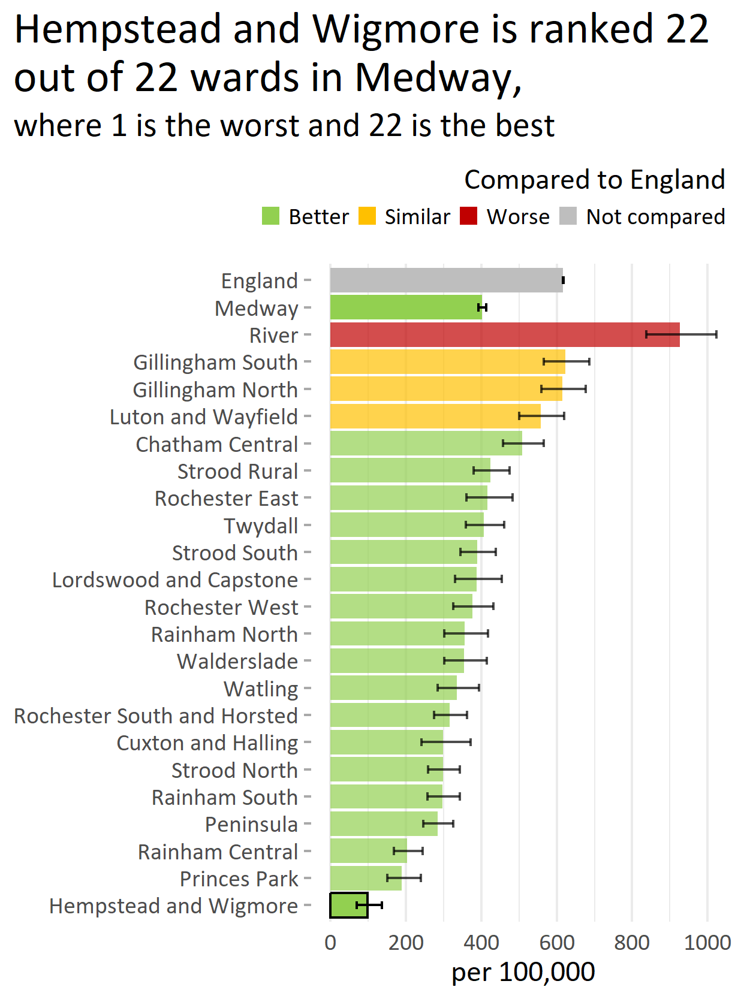 Hempstead and Wigmore is ranked 22
out of 22 wards in Medway,
where 1 is the worst and 22 is the best
Compared to England
Better Similar Worse Not compared
England
Medway
River
Gillingham South
Gillingham North
Luton and Wayfield
Chatham Central
Strood Rural
Rochester East
Twydall
Strood South
Lordswood and Capstone
Rochester West
Rainham North
Walderslade
Watling
Rochester South and Horsted
Cuxton and Halling
Strood North
Rainham South
Peninsula
Rainham Central
Princes Park
Hempstead and Wigmore
0 200 400 600 800 1000
per 100,000